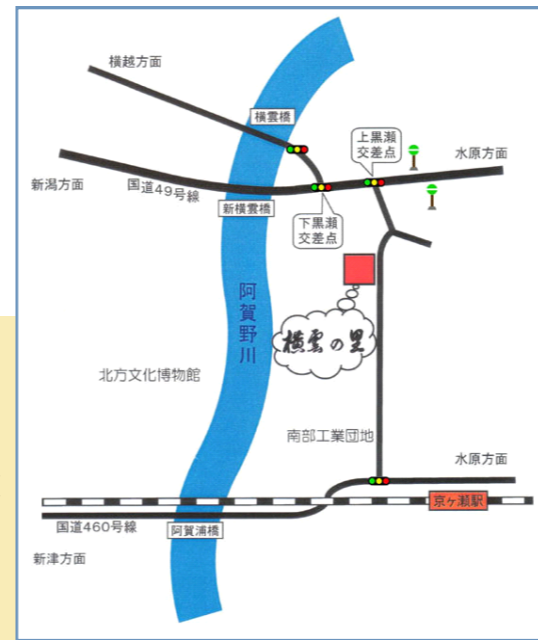 横越方面
横雲橋
上黒瀬
交差点
水原方面
新潟方面
国道49号線
新横雲橋
下黒瀬
交差点
阿賀野川
横雲の里
北方文化博物館
南部工業団地
水原方面
京ヶ瀬駅
国道460号線
阿賀浦橋
新津方面